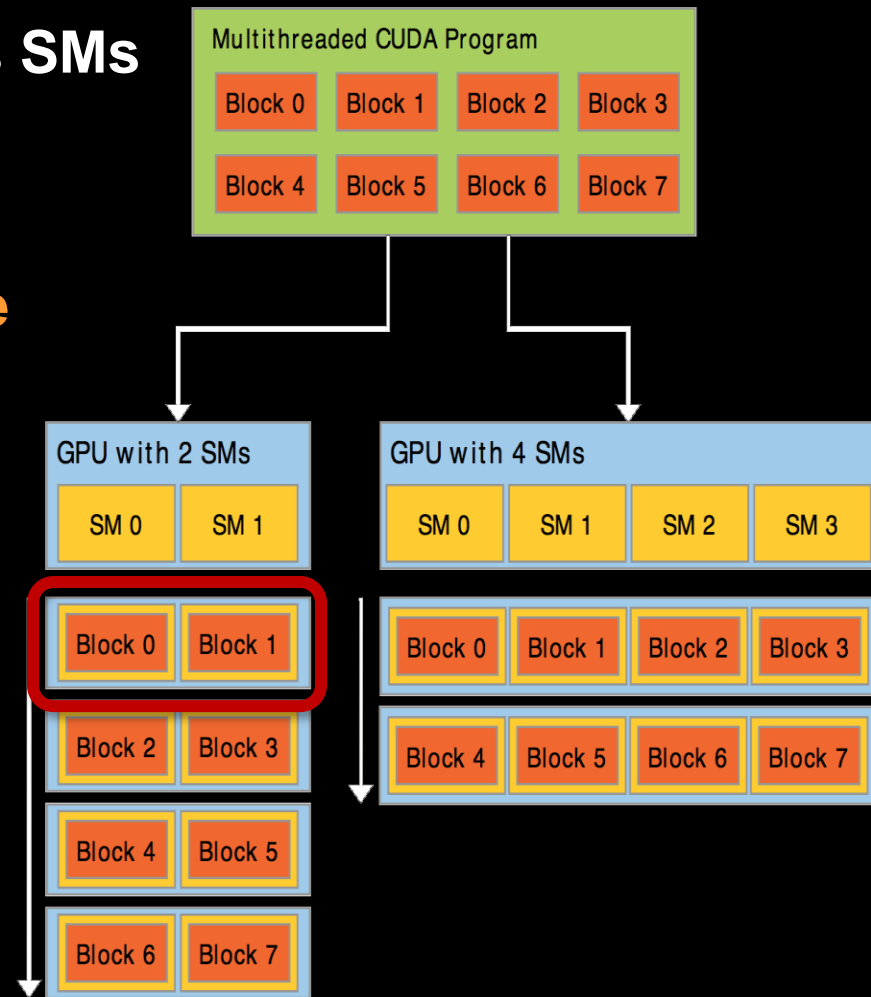 SMs
Multithreaded CUDA Program
Block 0 Block 1 Block 2 Block 3
Block 4 Block 5 Block 6 Block 7
GPU with 2 SMs
SM 0 SM 1
Block 0 Block 1
Block 2 Block 3
Block 4 Block 5
Block 6 Block 7
GPU with 4 SMs
SM 0 SM 1 SM 2 SM 3
Block 0 Block 1 Block 2 Block 3
Block 4 Block 5 Block 6 Block 7